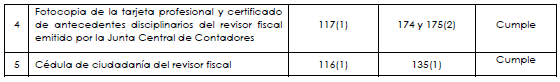 Fotocopia de la tarjeta profesional y certificado
4 de antecedentes disciplinarios del revisor fiscal 117(1) 174 y 175(2) Cumple
emitido por la Junta Central de Contadores
5 Cédula de ciudadanía del revisor fiscal 116(1) 135(1) Cumple